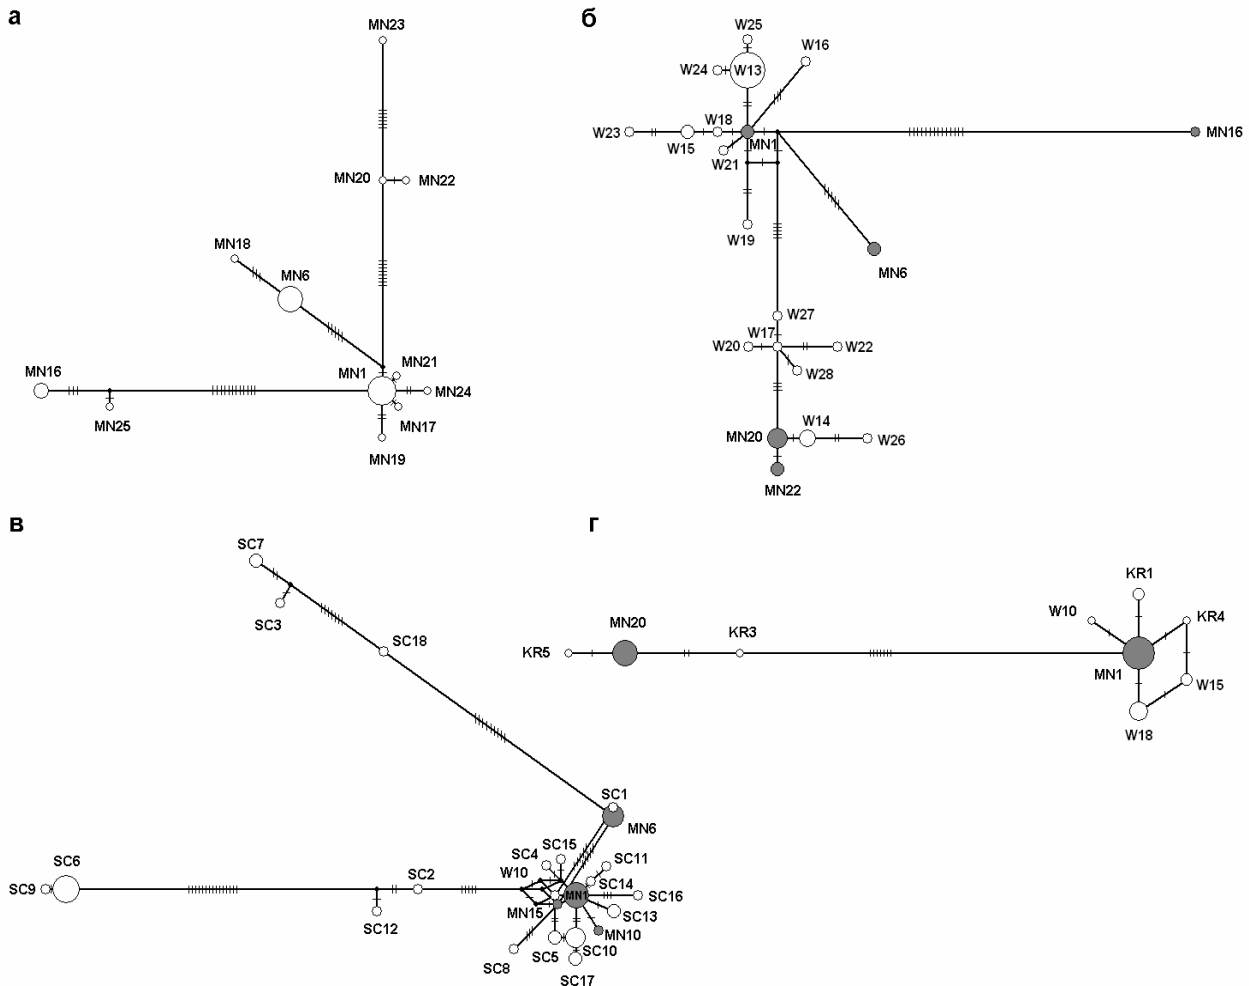 а
MN23
MN20
MN22
MN18
MN6
MN16
MN1
MN21
MN24
MN25
MN17
MN19
б
W25
W16
W24
W13
W23
W18
MN1
MN16
W15
W21
W19
MN6
W27
W17
W20
W22
W28
W14
MN20
W26
MN22
в
SC7
SC3
SC18
SC1
MN6
SC15
SC4
SC11
W10
SC14
SC6
SC2
SC9
MN1
SC16
MN15
SC13
SC12
MN10
SC5
SC10
SC8
SC17
г
KR1
W10
KR4
MN20
KR3
KR5
MN1
W15
W18